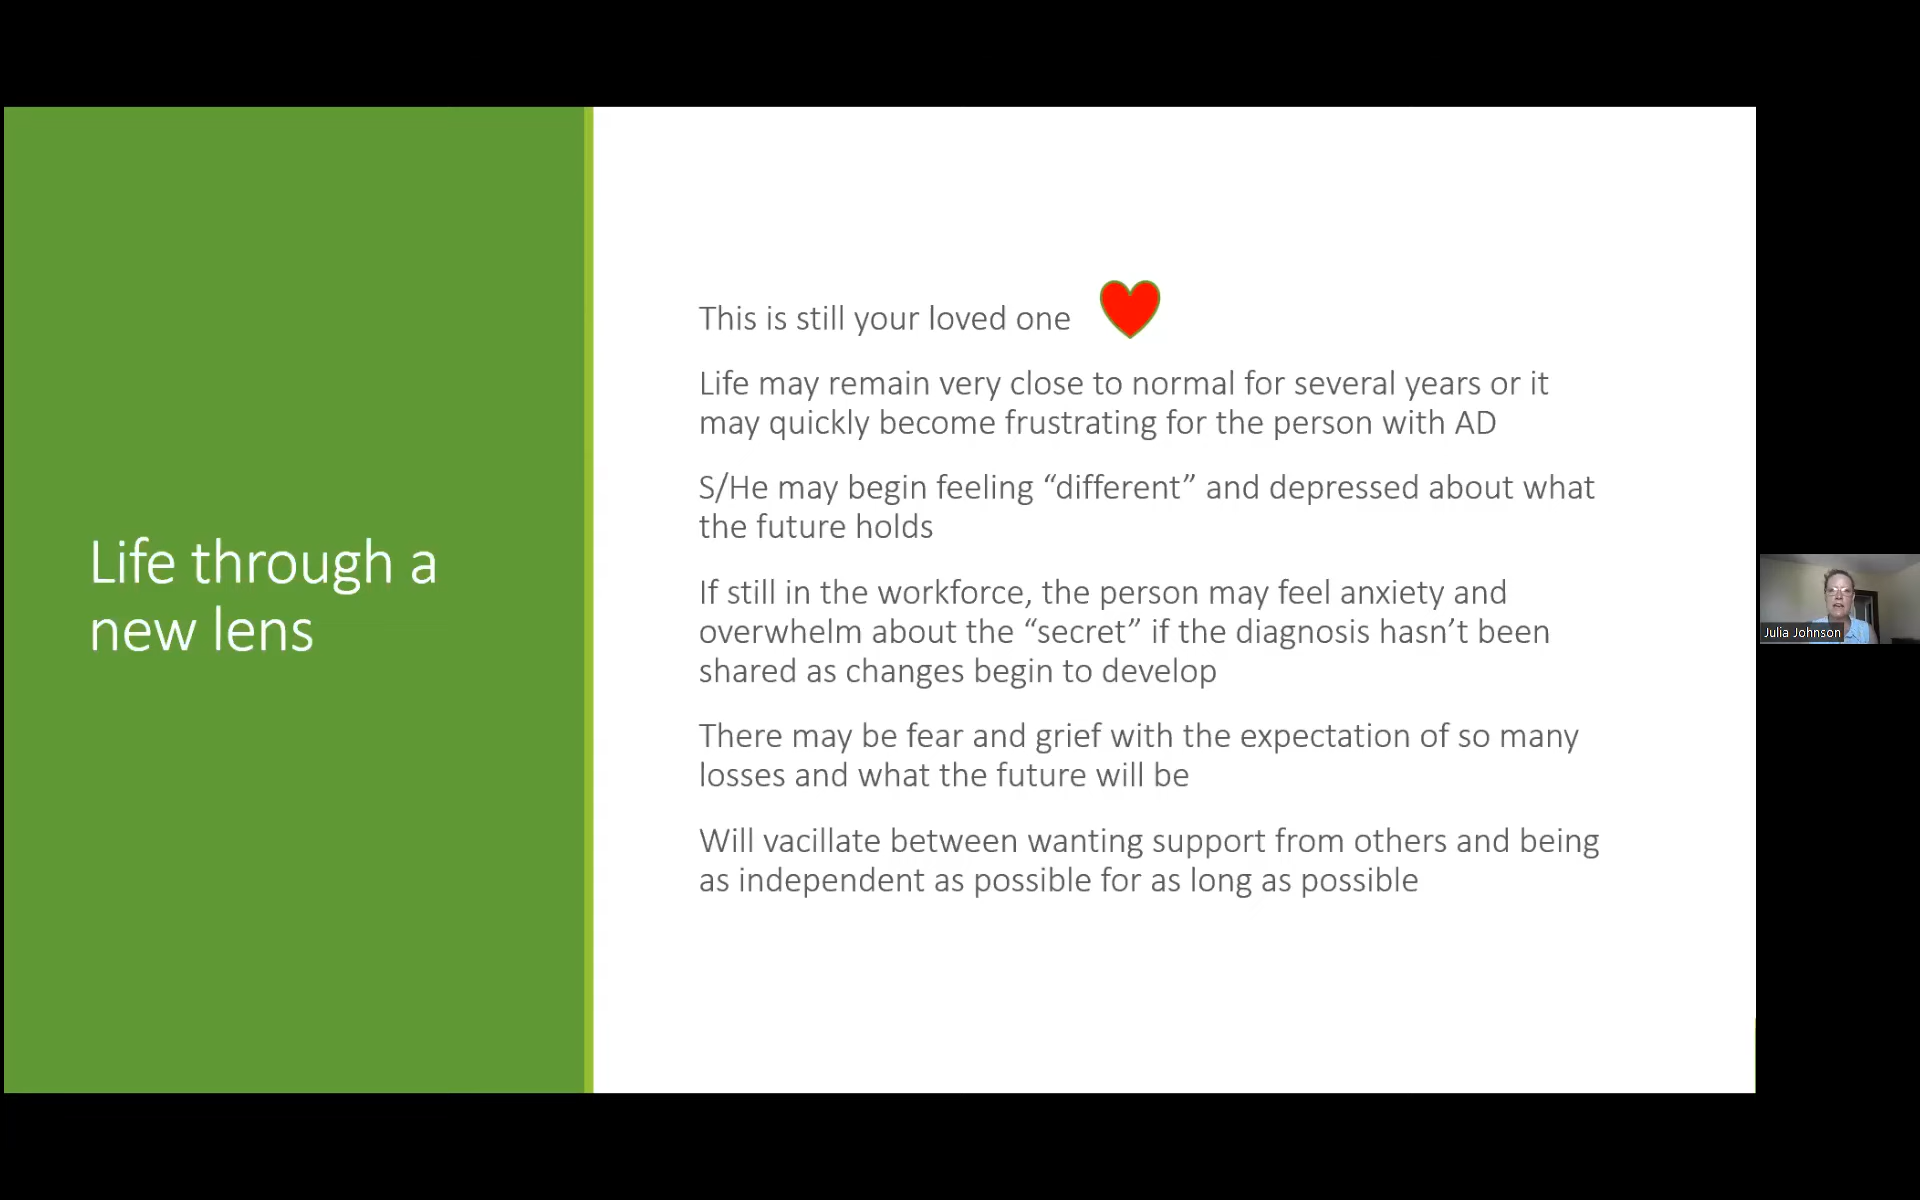 Life through a
new lens
This is still your loved one
Life may remain very close to normal for several years or it
may quickly become frustrating for the person with AD
S/He may begin feeling “different” and depressed about what
the future holds
If still in the workforce, the person may feel anxiety and
overwhelm about the “secret” if the diagnosis hasn’t been
shared as changes begin to develop
There may be fear and grief with the expectation of so many
losses and what the future will be
Will vacillate between wanting support from others and being
as independent as possible for as long as possible
Julia Johnson